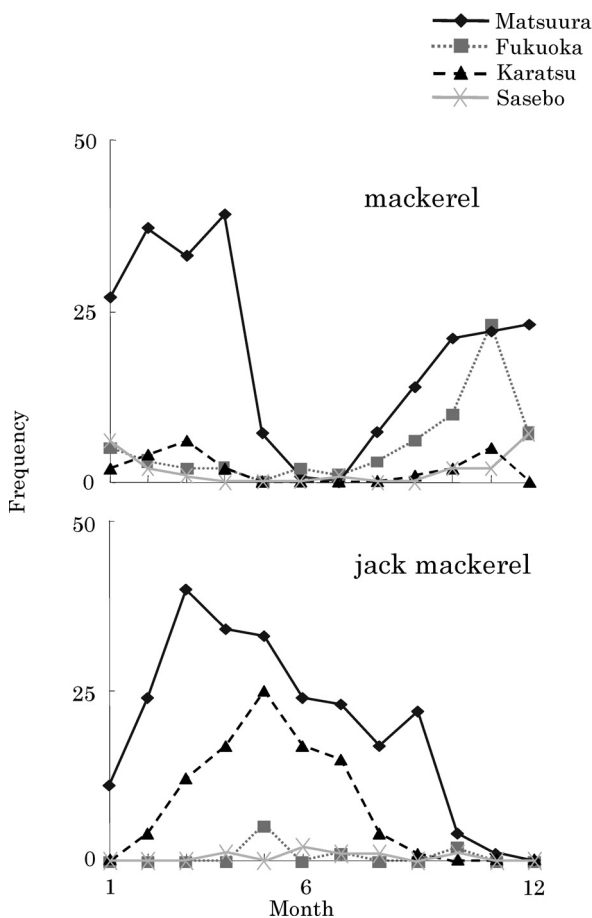 Matsuura
Fukuoka
Karatsu
Sasebo
50
mackerel
25
0
Frequency
50
jack mackerel
25
0
1 6 12
Month